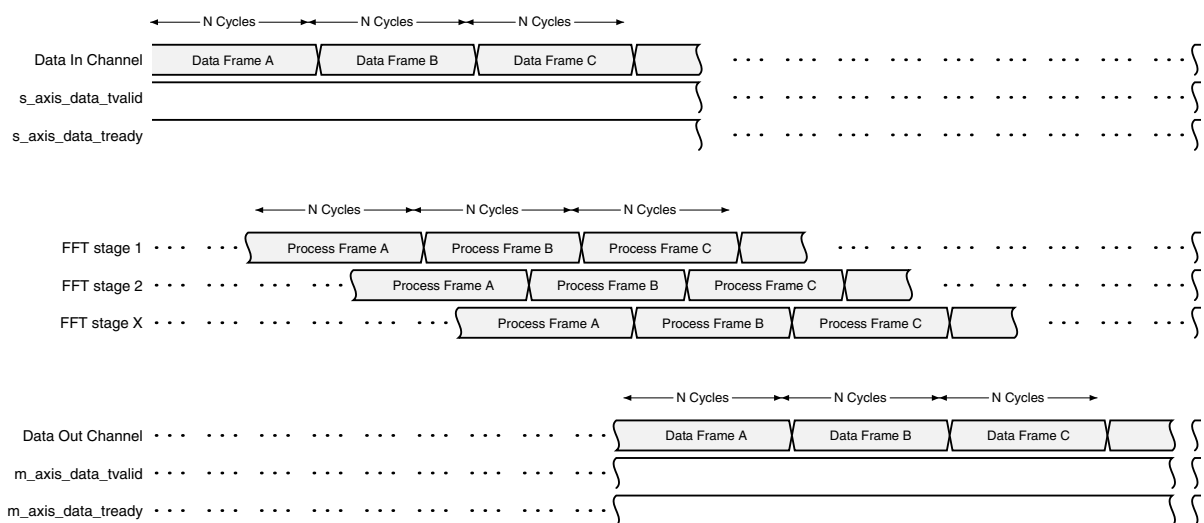 N Cycles N Cycles N Cycles
Data In Channel Data Frame A Data Frame B Data Frame C
s_axis_data_tvalid
s_axis_data_tready
N Cycles N Cycles N Cycles
FFT stage 1 Process Frame A Process Frame B Process Frame C
FFT stage 2 Process Frame A Process Frame B Process Frame C
FFT stage X Process Frame A Process Frame B Process Frame C
N Cycles N Cycles N Cycles
Data Out Channel Data Frame A Data Frame B Data Frame C
m_axis_data_tvalid
m_axis_data_tready